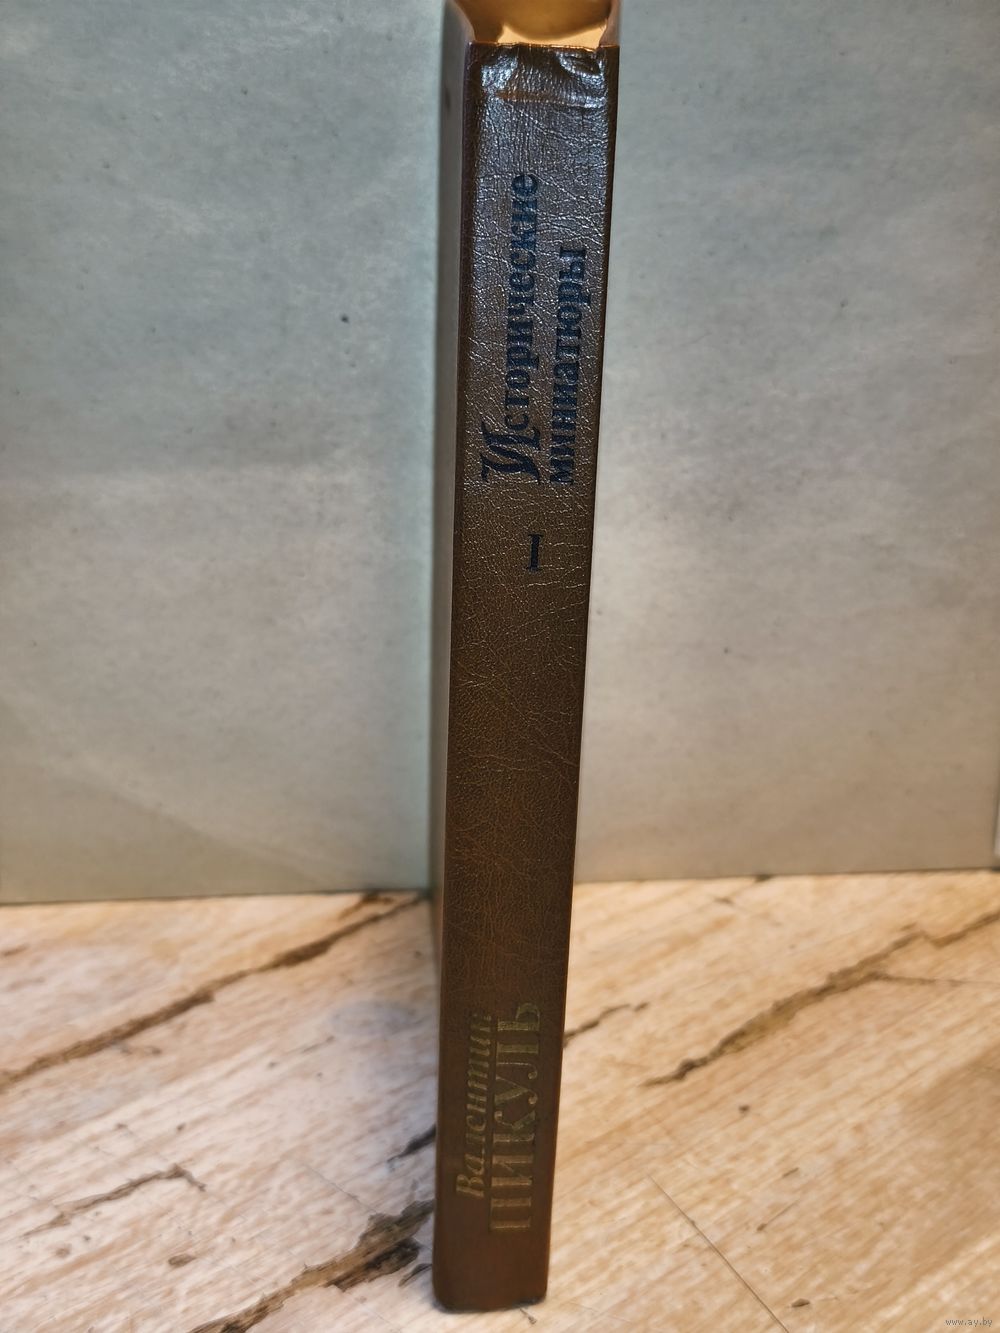 Валентин
ПИКУЛЬ
I
Исторические
миниатюры
www.ay.by